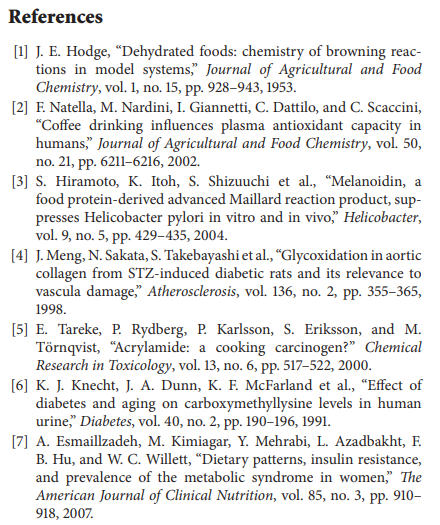 References
[1] J. E. Hodge, “Dehydrated foods: chemistry of browning reac-
tions in model systems,” Journal of Agricultural and Food
Chemistry, vol. 1, no. 15, pp. 928–943, 1953.
[2] F. Natella, M. Nardini, I. Giannetti, C. Dattilo, and C. Scaccini,
“Coffee drinking influences plasma antioxidant capacity in
humans,” Journal of Agricultural and Food Chemistry, vol. 50,
no. 21, pp. 6211–6216, 2002.
[3] S. Hiramoto, K. Itoh, S. Shizuuchi et al., “Melanoidin, a
food protein-derived advanced Maillard reaction product, sup-
presses Helicobacter pylori in vitro and in vivo,” Helicobacter,
vol. 9, no. 5, pp. 429–435, 2004.
[4] J. Meng, N. Sakata, S. Takebayashi et al., “Glycoxidation in aortic
collagen from STZ-induced diabetic rats and its relevance to
vascula damage,” Atherosclerosis, vol. 136, no. 2, pp. 355–365,
1998.
[5] E. Tareke, P. Rydberg, P. Karlsson, S. Eriksson, and M.
Törnqvist, “Acrylamide: a cooking carcinogen?” Chemical
Research in Toxicology, vol. 13, no. 6, pp. 517–522, 2000.
[6] K. J. Knecht, J. A. Dunn, K. F. McFarland et al., “Effect of
diabetes and aging on carboxymethyllysine levels in human
urine,” Diabetes, vol. 40, no. 2, pp. 190–196, 1991.
[7] A. Esmaillzadeh, M. Kimiagar, Y. Mehrabi, L. Azadbakht, F.
B. Hu, and W. C. Willett, “Dietary patterns, insulin resistance,
and prevalence of the metabolic syndrome in women,” The
American Journal of Clinical Nutrition, vol. 85, no. 3, pp. 910–
918, 2007.